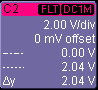 C2 FLT DC1M
2.00 V/div
0 mV offset
----- 0.00 V
----- 2.04 V
Δy 2.04 V